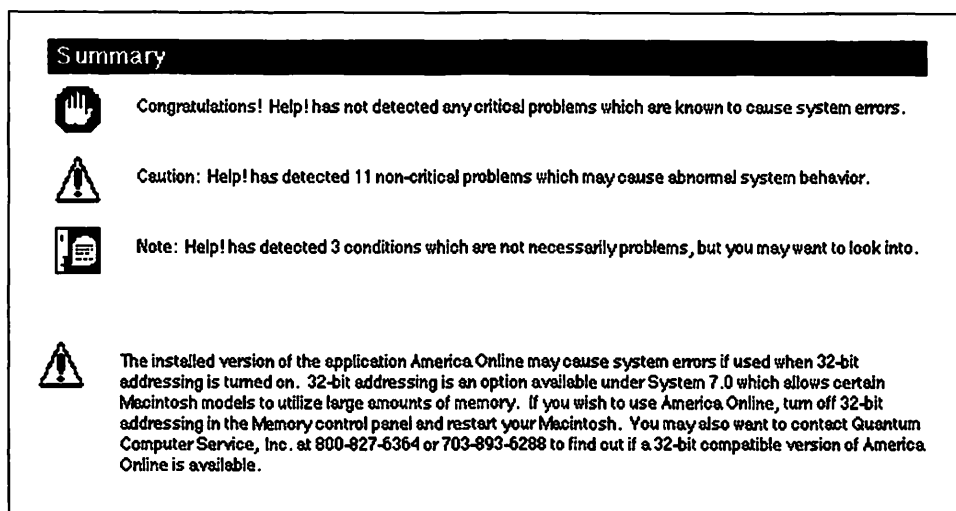 Summary
Congratulations! Help! has not detected any critical problems which are known to cause system errors.
Caution: Help! has detected 11 non-critical problems which may cause abnormal system behavior.
Note: Help! has detected 3 conditions which are not necessarily problems, but you may want to look into.
The installed version of the application America Online may cause system errors if used when 32-bit
addressing is turned on. 32-bit addressing is an option available under System 7.0 which allows certain
Macintosh models to utilize large amounts of memory. If you wish to use America Online, turn off 32-bit
addressing in the Memory control panel and restart your Macintosh. You may also want to contact Quantum
Computer Service, Inc. at 800-827-6364 or 703-893-6288 to find out if a 32-bit compatible version of America
Online is available.